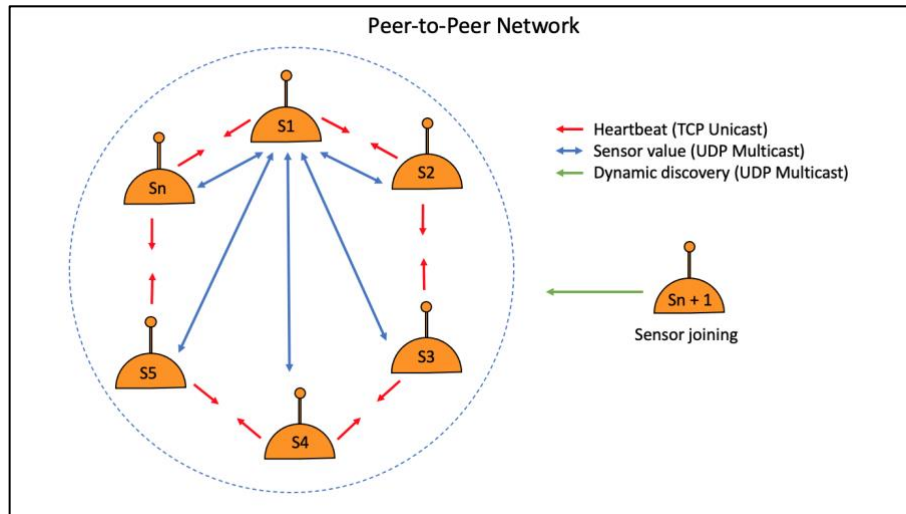 Peer-to-Peer Network
S1
Sn
S2
Heartbeat (TCP Unicast)
Sensor value (UDP Multicast)
Dynamic discovery (UDP Multicast)
Sn + 1
Sensor joining
S5
S3
S4